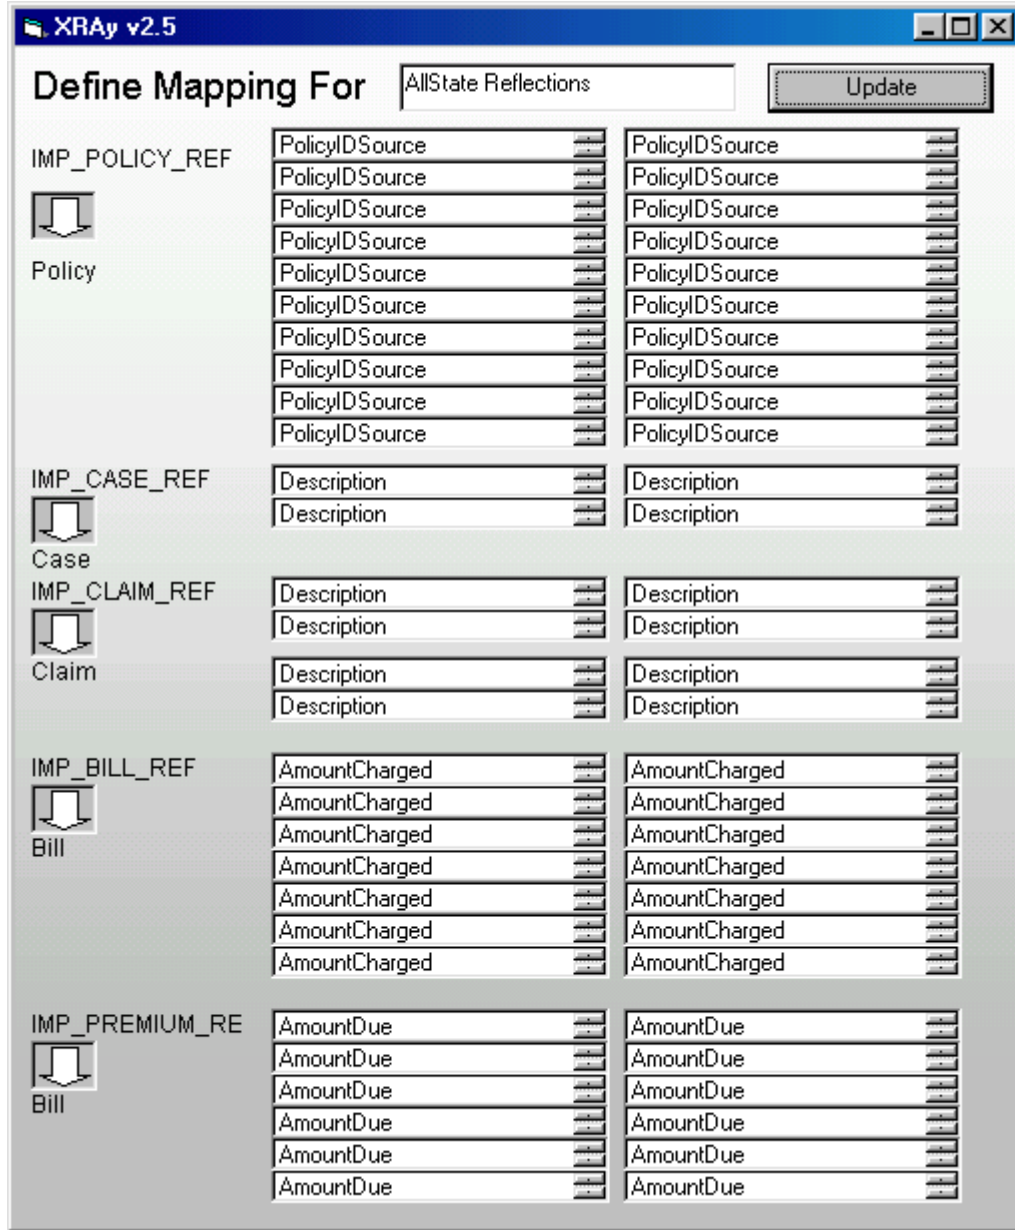 XRAy v2.5
Define Mapping For AllState Reflections Update
IMP_POLICY_REF
Policy
PolicyIDSource PolicyIDSource
PolicyIDSource PolicyIDSource
PolicyIDSource PolicyIDSource
PolicyIDSource PolicyIDSource
PolicyIDSource PolicyIDSource
PolicyIDSource PolicyIDSource
PolicyIDSource PolicyIDSource
PolicyIDSource PolicyIDSource
PolicyIDSource PolicyIDSource
PolicyIDSource PolicyIDSource
IMP_CASE_REF
Case
Description Description
Description Description
IMP_CLAIM_REF
Claim
Description Description
Description Description
Description Description
Description Description
IMP_BILL_REF
Bill
AmountCharged AmountCharged
AmountCharged AmountCharged
AmountCharged AmountCharged
AmountCharged AmountCharged
AmountCharged AmountCharged
AmountCharged AmountCharged
AmountCharged AmountCharged
IMP_PREMIUM_RE
Bill
AmountDue AmountDue
AmountDue AmountDue
AmountDue AmountDue
AmountDue AmountDue
AmountDue AmountDue
AmountDue AmountDue